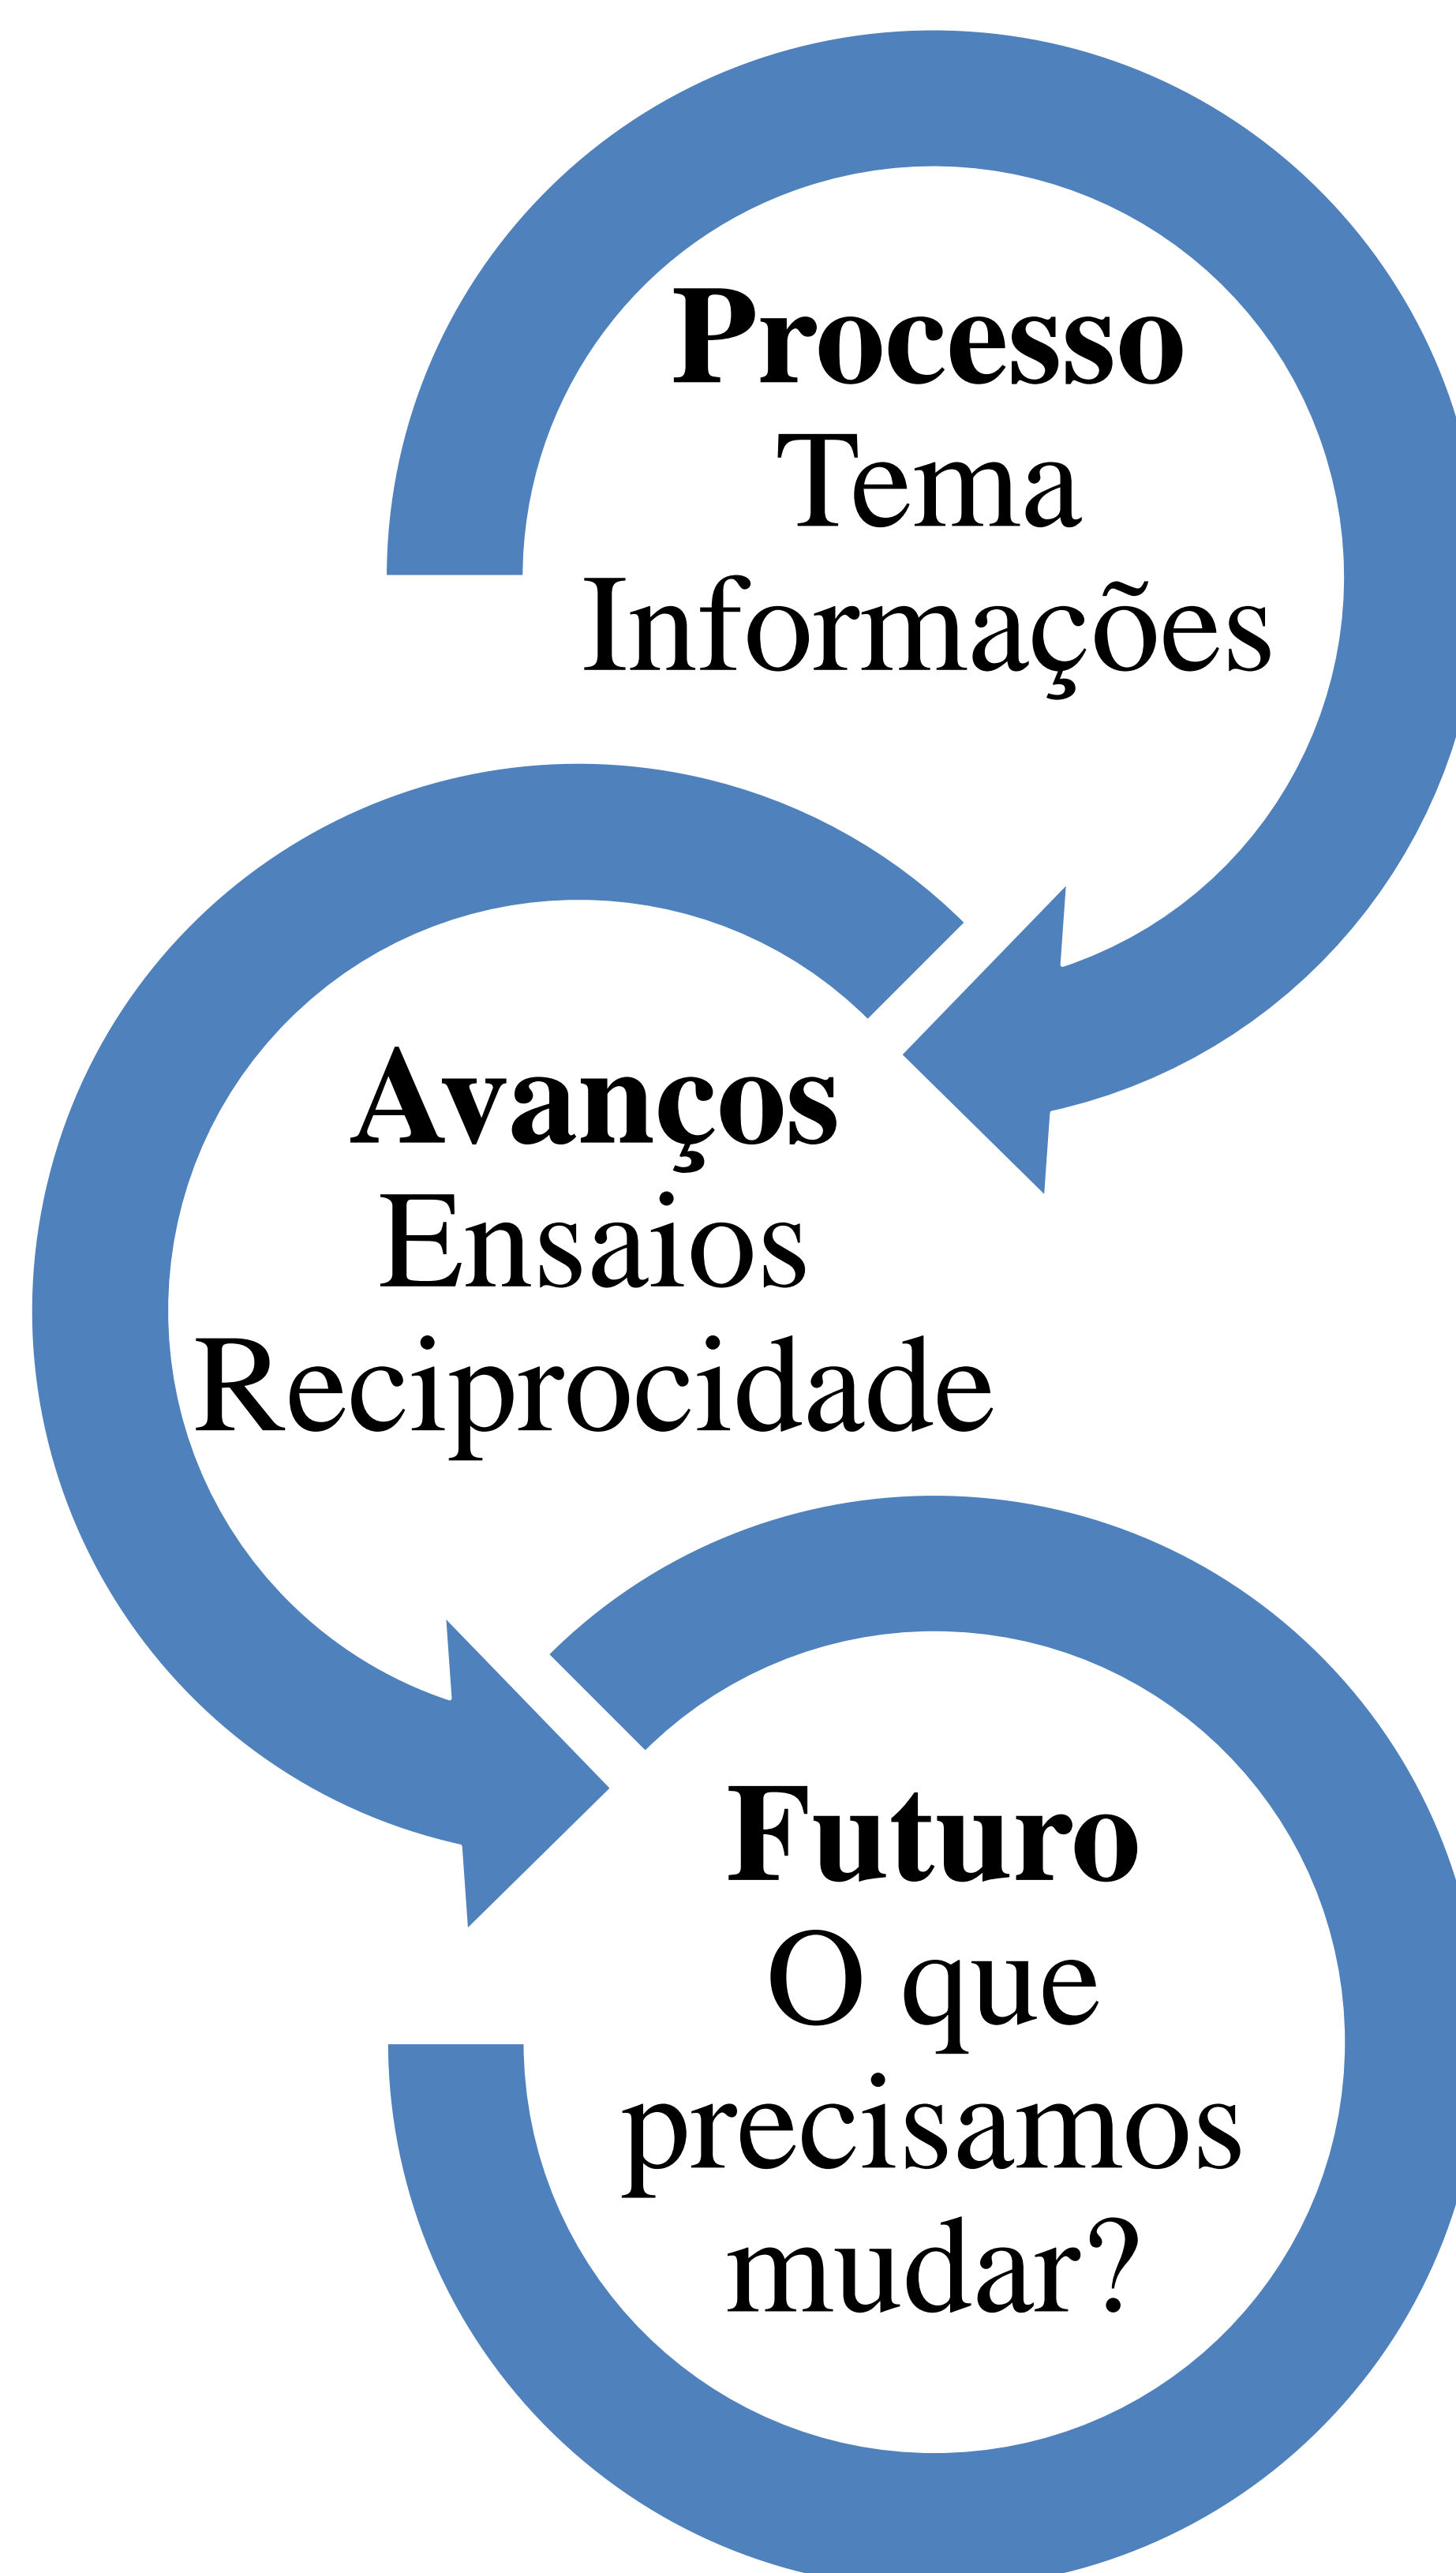 Processo
Tema
Informações
Avanços
Ensaios
Reciprocidade
Futuro
O que
precisamos
mudar?